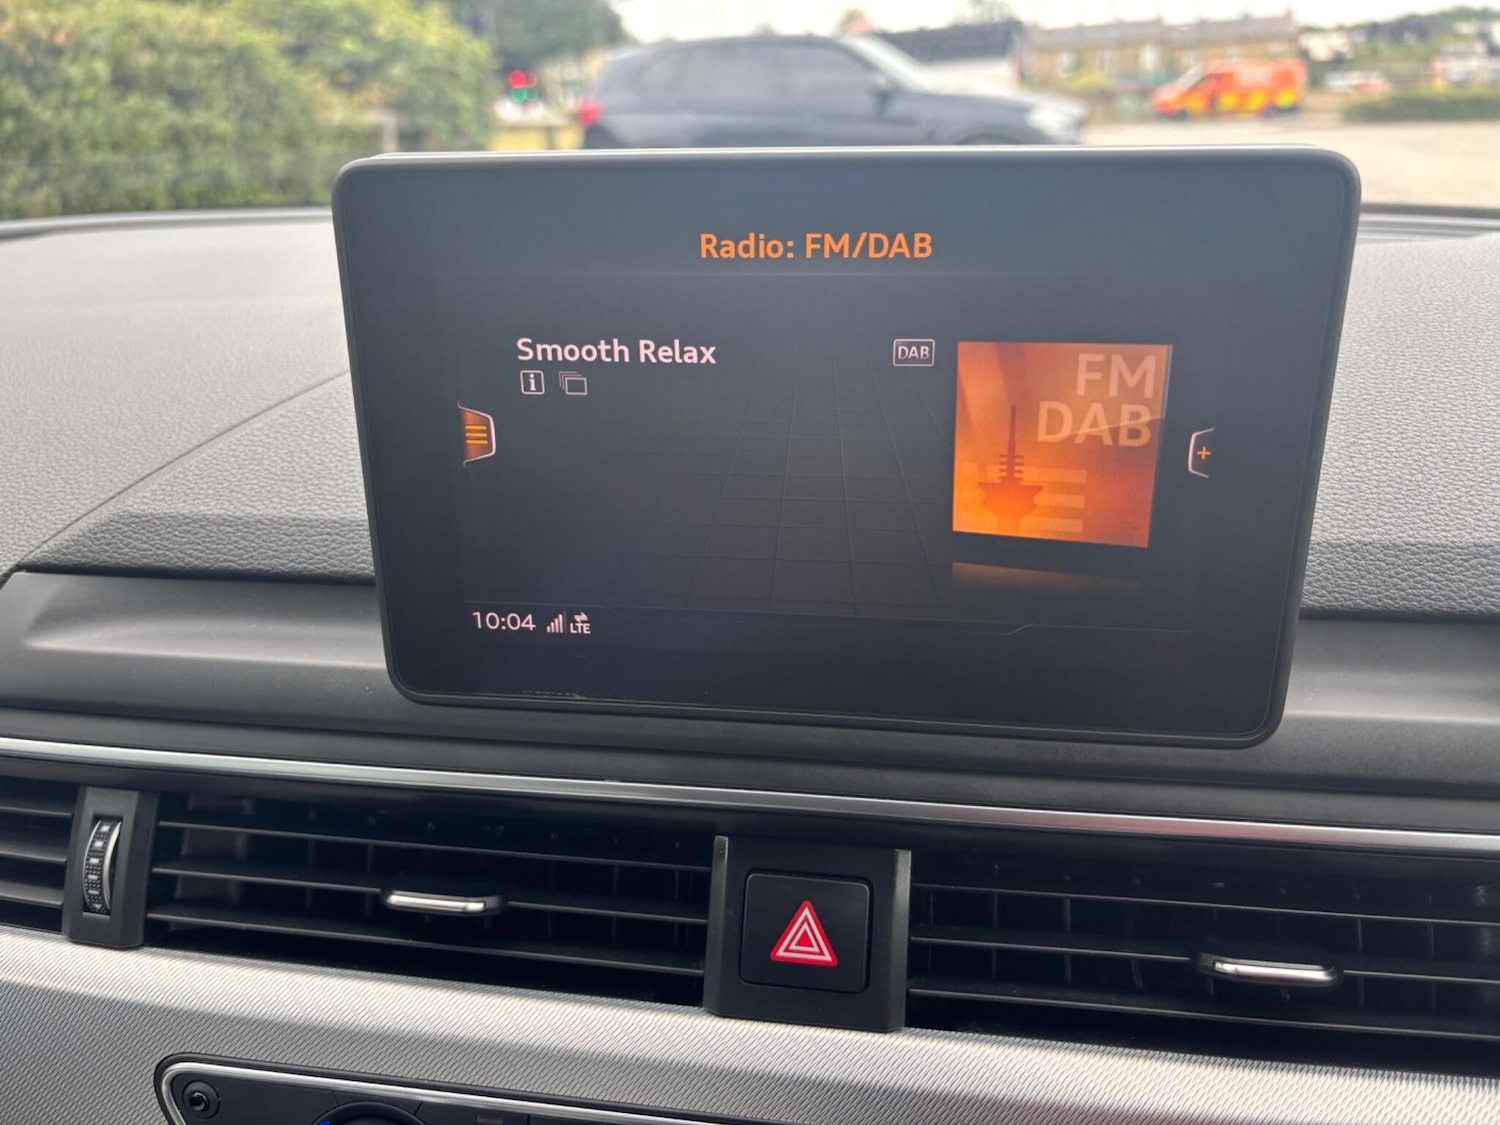 Radio: FM/DAB
Smooth Relax
DAB
FM
DAB
10:04
LTE